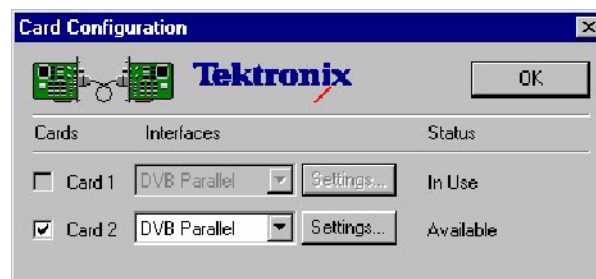 Card Configuration
Tektronix
OK
Cards Interfaces Status
Card 1 DVB Parallel Settings... In Use
Card 2 DVB Parallel Settings... Available